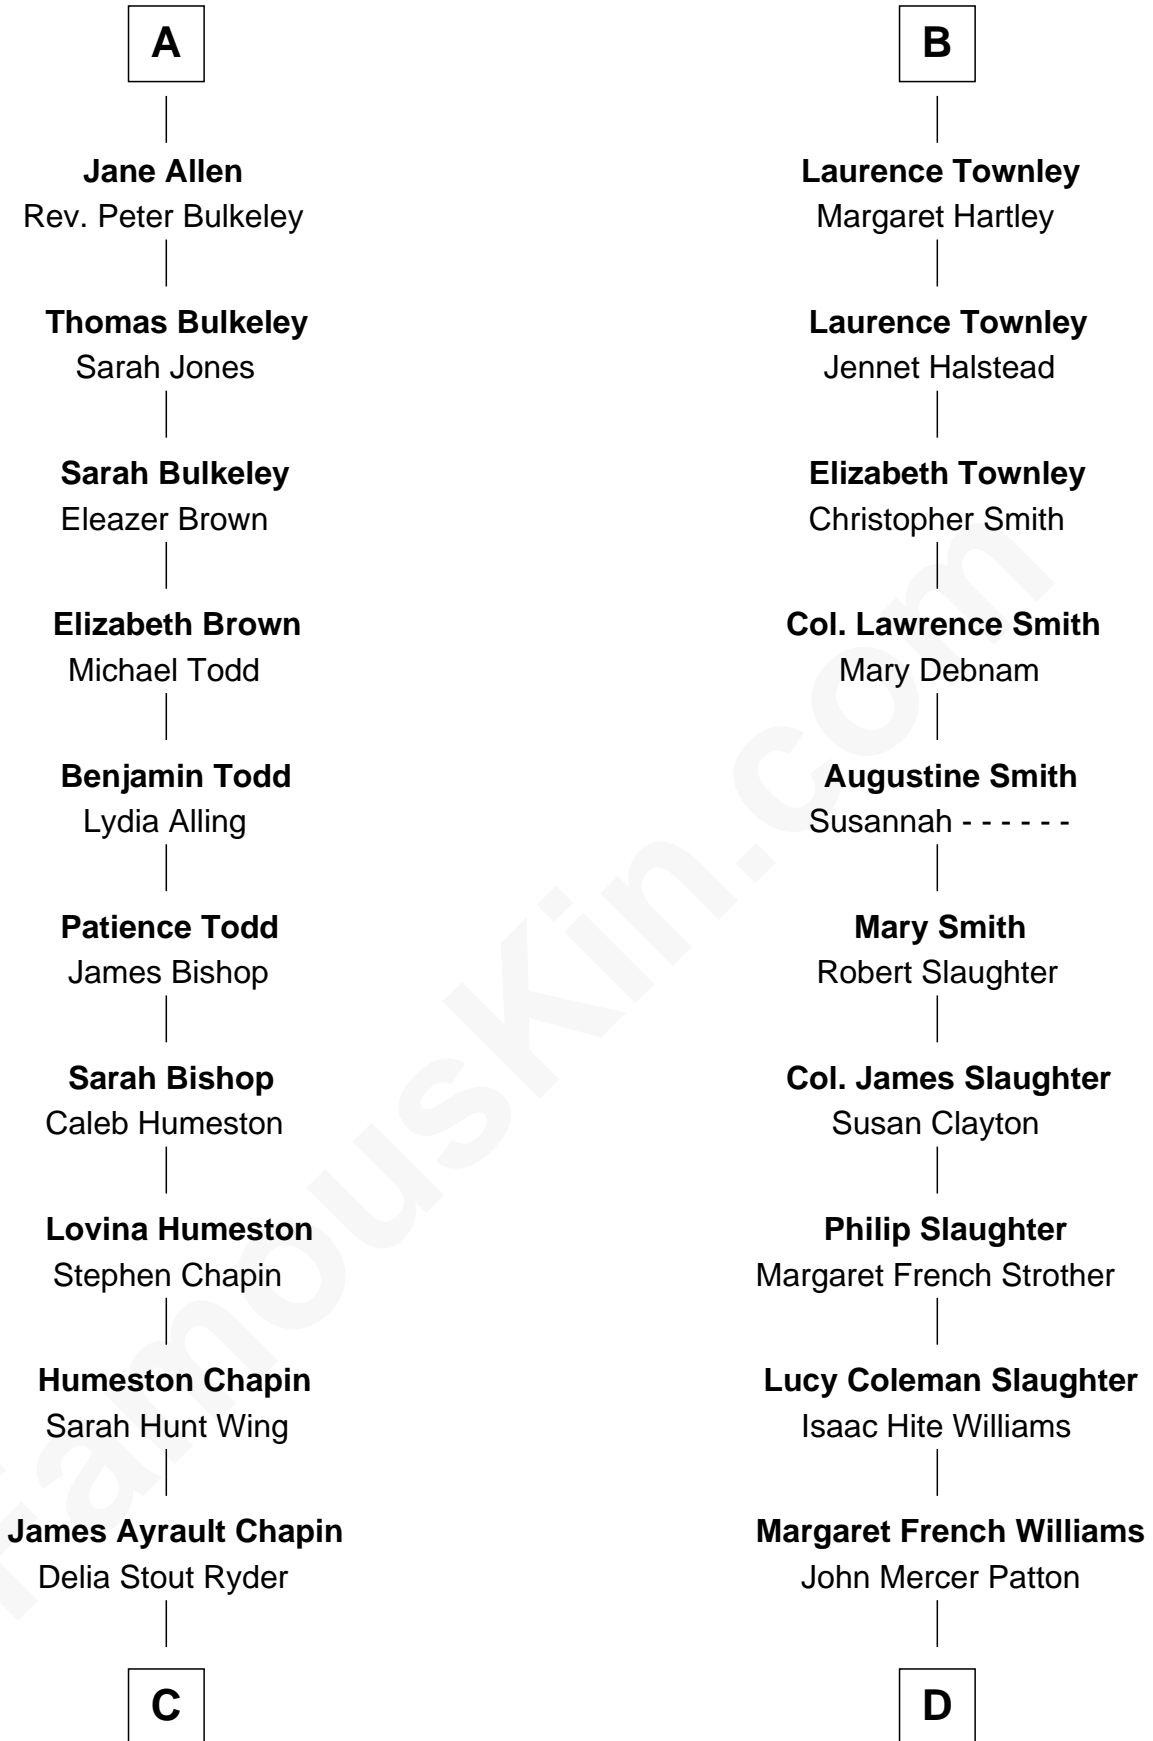 A
Jane Allen
Rev. Peter Bulkeley
Thomas Bulkeley
Sarah Jones
Sarah Bulkeley
Eleazer Brown
Elizabeth Brown
Michael Todd
Benjamin Todd
Lydia Alling
Patience Todd
James Bishop
Sarah Bishop
Caleb Humeston
Lovina Humeston
Stephen Chapin
Humeston Chapin
Sarah Hunt Wing
James Ayrault Chapin
Delia Stout Ryder
C
B
Laurence Townley
Margaret Hartley
Laurence Townley
Jennet Halstead
Elizabeth Townley
Christopher Smith
Col. Lawrence Smith
Mary Debnam
Augustine Smith
Susannah - - - - - -
Mary Smith
Robert Slaughter
Col. James Slaughter
Susan Clayton
Philip Slaughter
Margaret French Strother
Lucy Coleman Slaughter
Isaac Hite Williams
Margaret French Williams
John Mercer Patton
D
FamousKin.com